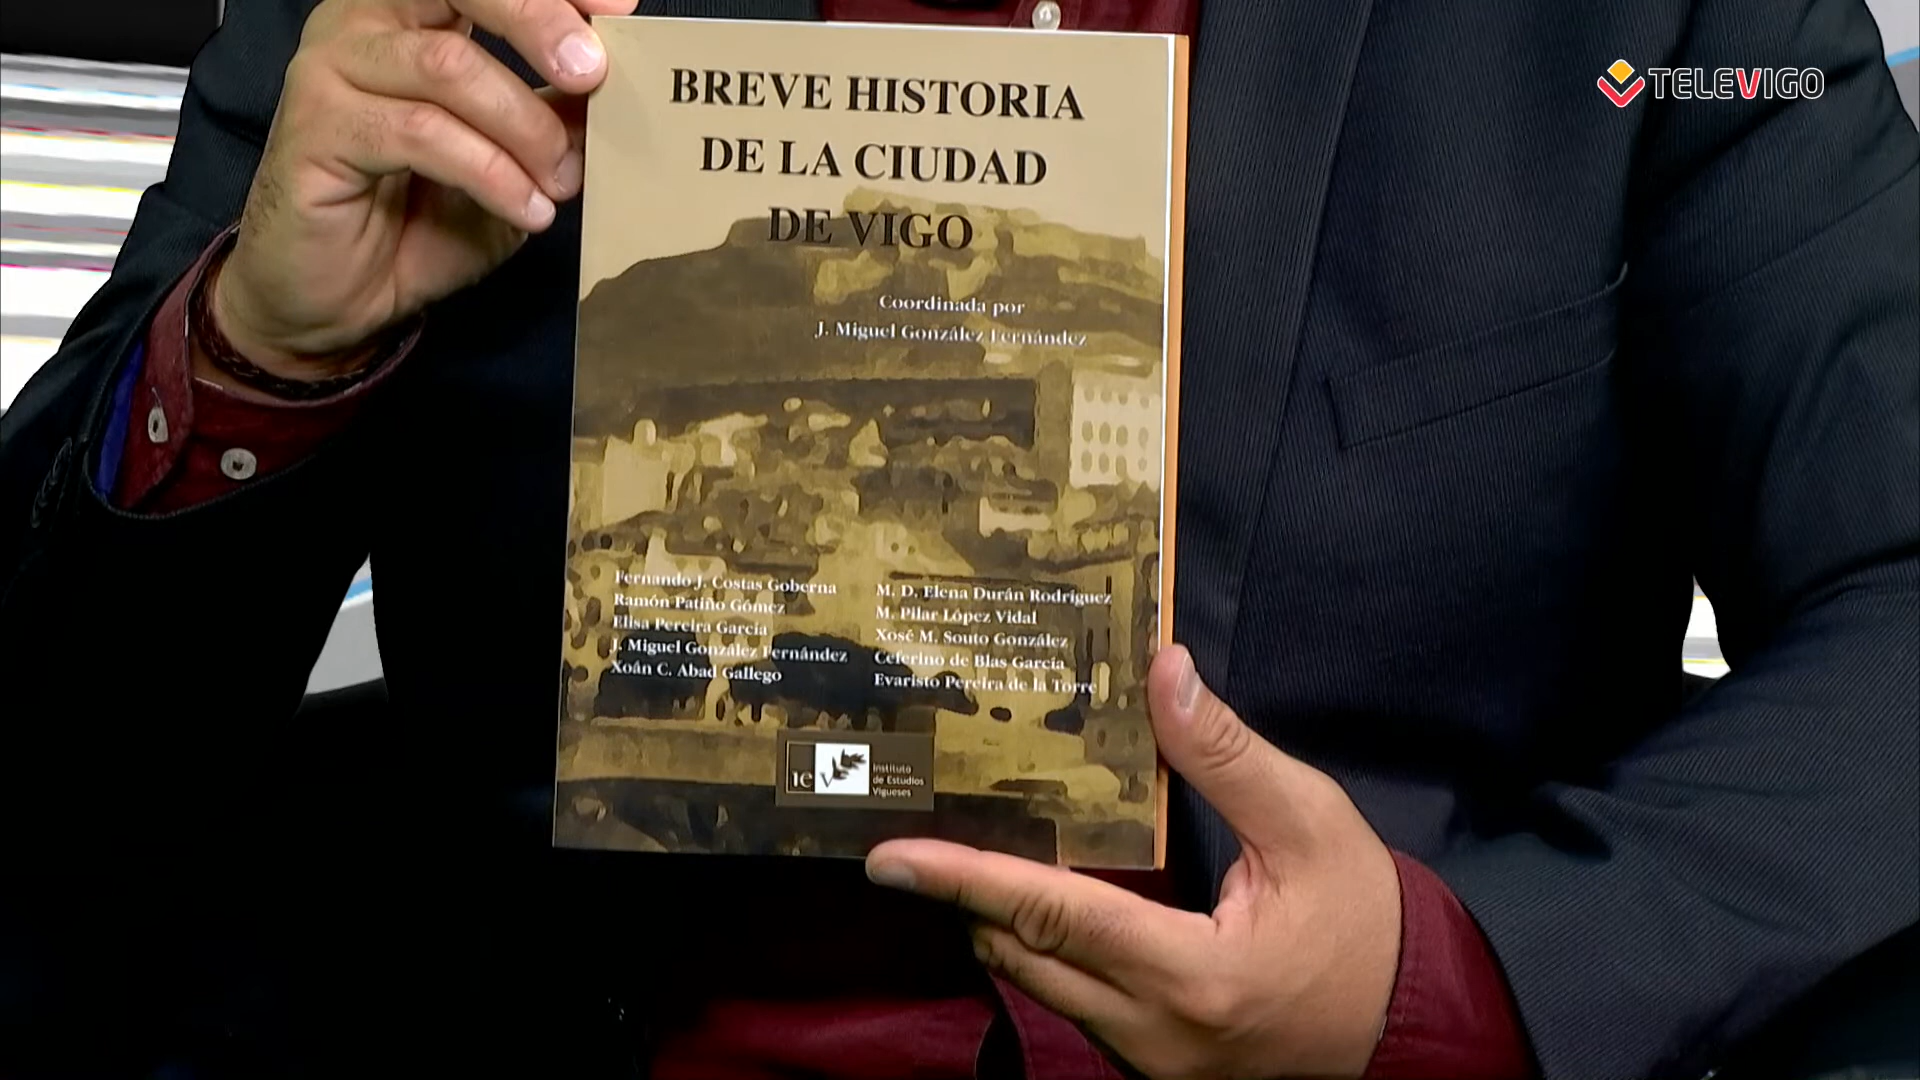 TELEVIGO
BREVE HISTORIA
DE LA CIUDAD
DE VIGO
Coordinada por
J. Miguel González Fernández
Fernando J. Costas Goberna
Ramón Patiño Gómez
Elisa Pereira García
J. Miguel González Fernández
Xoán C. Abad Gallego
M. D. Elena Durán Rodríguez
M. Pilar López Vidal
Xosé M. Souto González
Ceferino de Blas García
Evaristo Pereira de la Torre
iev
Instituto
de Estudios
Vigueses